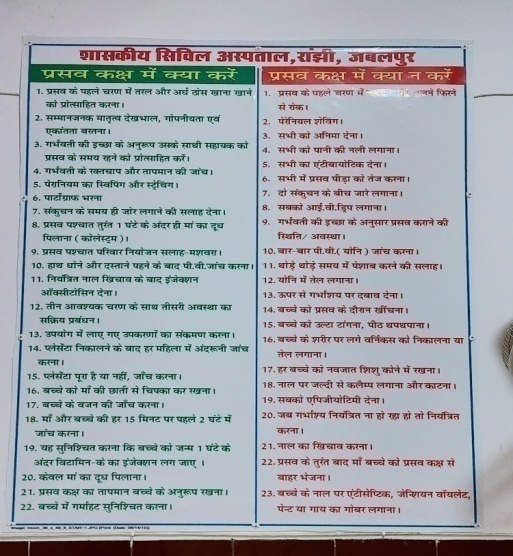 शासकीय सिविल अस्पताल,रांझी, जबलपुर
प्रसव कक्ष में क्या करें
1. प्रसव के पहले चरण में तरल और अर्ध ठोस खाना खाने
को प्रोत्साहित करना।
2. सम्मानजनक मातृत्व देखभाल, गोपनीयता एवं
एकांतता बरतना।
3. गर्भवती की इच्छा के अनुरूप उसके साथी सहायक को
प्रसव के समय रहने को प्रोत्साहित करें।
4. गर्भवती के रक्तचाप और तापमान की जांच।
5. पेरानियम का स्विपिंग और स्ट्रेचिंग।
6. पार्टोग्राफ भरना
7. संकुचन के समय ही जोर लगाने की सलाह देना।
8. प्रसव पश्चात तुरंत 1 घंटे के अंदर ही मां का दूध
पिलाना ( कोलेस्ट्रम )।
9. प्रसव पश्चात परिवार नियोजन सलाह-मशवरा।
10. हाथ धोने और दस्ताने पहने के बाद पी.वी.जांच करना।
11. नियंत्रित नाल खिचाव के बाद इंजेक्शन
ऑक्सीटोसिन देना।
12. तीन आवश्यक चरण के साथ तीसरी अवस्था का
सक्रिय प्रबंधन।
13. उपयोग में लाए गए उपकरणों का संक्रमण करना।
14. प्लेसेंटा निकालने के बाद हर महिला में अंदरूनी जांच
करना।
15. प्लेसेंटा पूरा है या नहीं, जाँच करना।
16. बच्चे को माँ की छाती से चिपका कर रखना।
17. बच्चे के वजन की जाँच करना।
18. माँ और बच्चे की हर 15 मिनट पर पहले 2 घंटे में
जांच करना।
19. यह सुनिश्चित करना कि बच्चे को जन्म 1 घंटे के
अंदर विटामिन-के का इंजेक्शन लग जाए ।
20. केवल मां का दूध पिलाना।
21. प्रसव कक्ष का तापमान बच्चे के अनुरूप रखना।
22. बच्चे में गर्माहट सुनिश्चित करना।
प्रसव कक्ष में क्या न करें
1. प्रसव के पहले चरण में चलने फिरने
से रोक।
2. पेरेनियल शेविंग।
3. सभी को अनिमा देना।
4. सभी को पानी की नली लगाना।
5. सभी का एंटीबायोटिक देना।
6. सभी में प्रसव पीड़ा को तेज करना।
7. दो संकुचन के बीच जोर लगाना।
8. सबको आई.वी.ड्रिप लगाना।
9. गर्भवती की इच्छा के अनुसार प्रसव कराने की
स्थिति/ अवस्था।
10. बार-बार पी.वी.( योनि ) जांच करना।
11. थोड़े थोड़े समय में पेशाब करने की सलाह।
12. योनि में तेल लगाना।
13. ऊपर से गर्भाशय पर दबाव देना।
14. बच्चे को प्रसव के दौरान खींचना।
15. बच्चे को उल्टा टांगना, पीठ थपथपाना।
16. बच्चे के शरीर पर लगे वर्निकस को निकालना या
तेल लगाना।
17. हर बच्चे को नवजात शिशु कोने में रखना।
18. नाल पर जल्दी से क्लैम्प लगाना और काटना।
19. सबको एपिजीयोटिमी देना।
20. जब गर्भाशय नियंत्रित ना हो रहा हो तो नियंत्रित
करना।
21. नाल का खिचाव करना।
22. प्रसव के तुरंत बाद माँ बच्चे को प्रसव कक्ष से
बाहर भेजना।
23. बच्चे के नाल पर एंटीसेप्टिक, जेन्शियन वॉयलेट,
पेन्ट या गाय का गोबर लगाना।